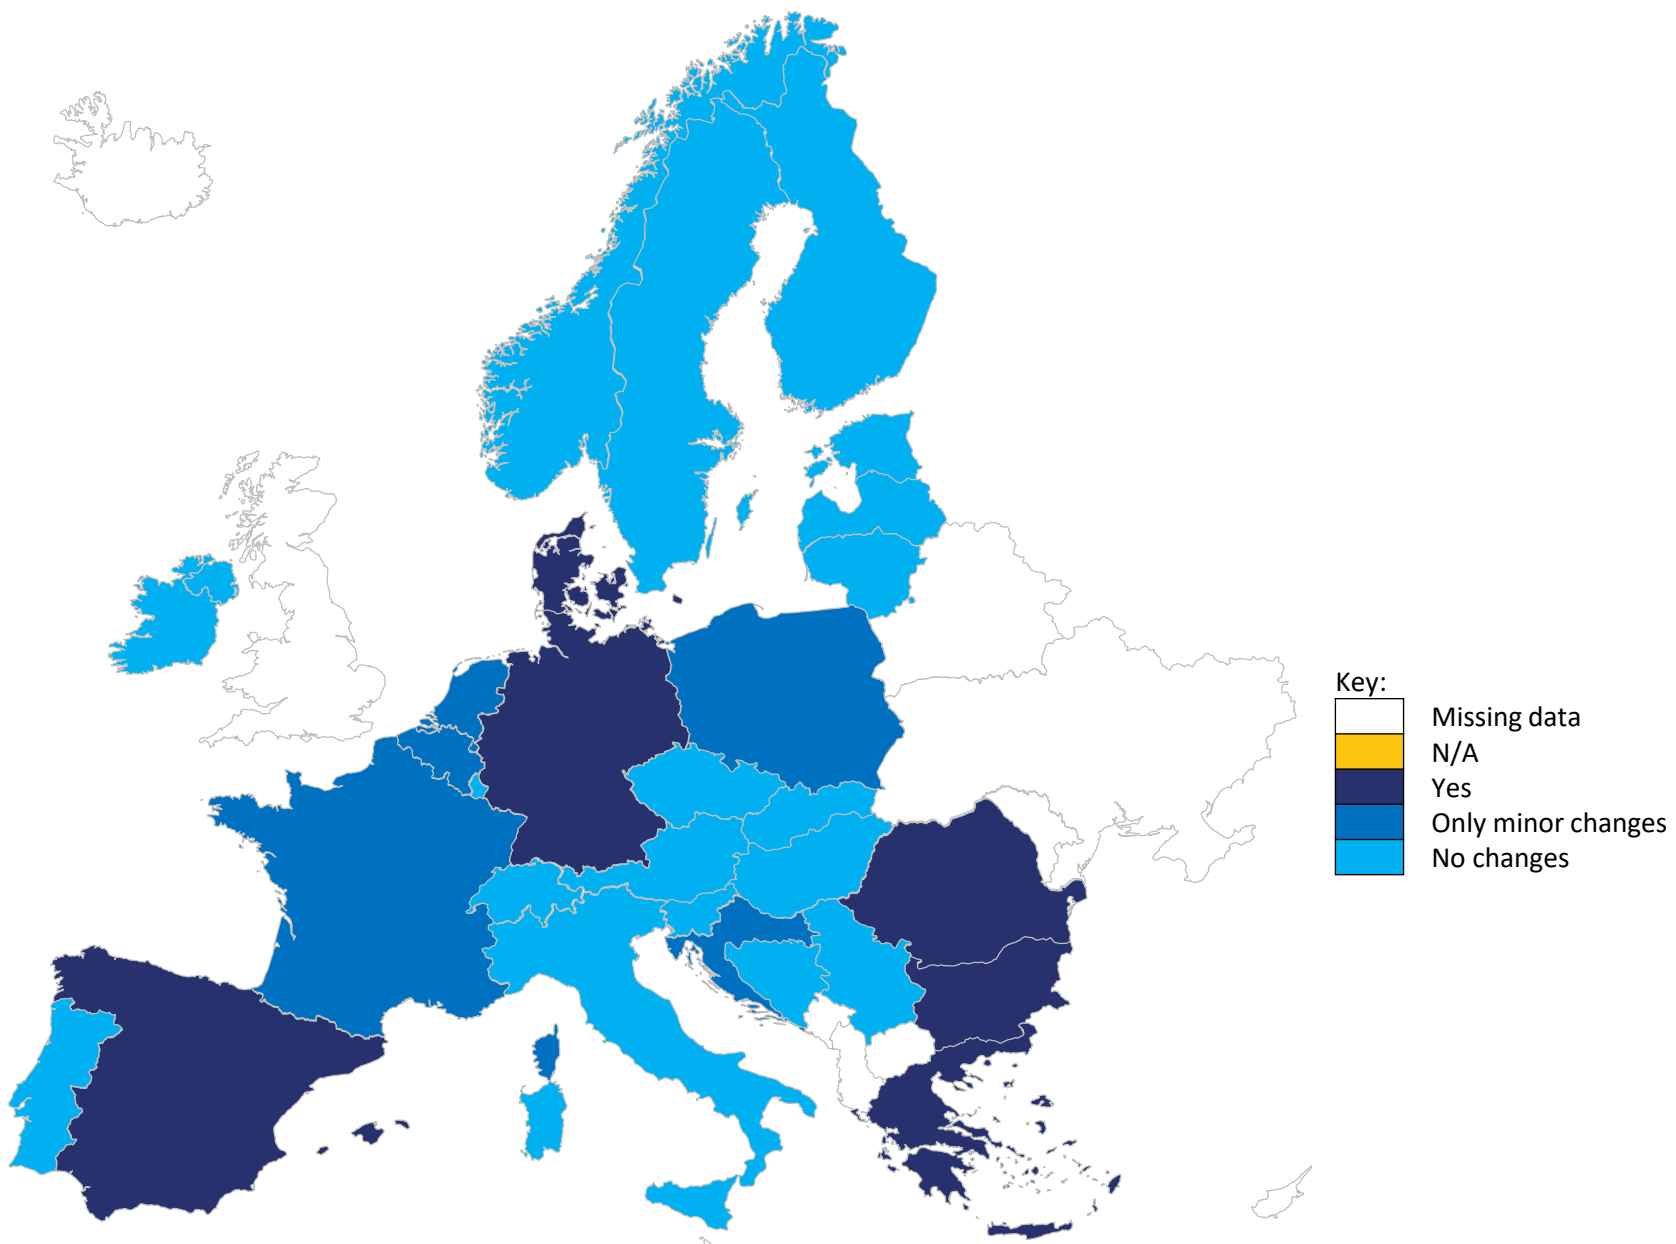 Key:
Missing data
N/A
Yes
Only minor changes
No changes